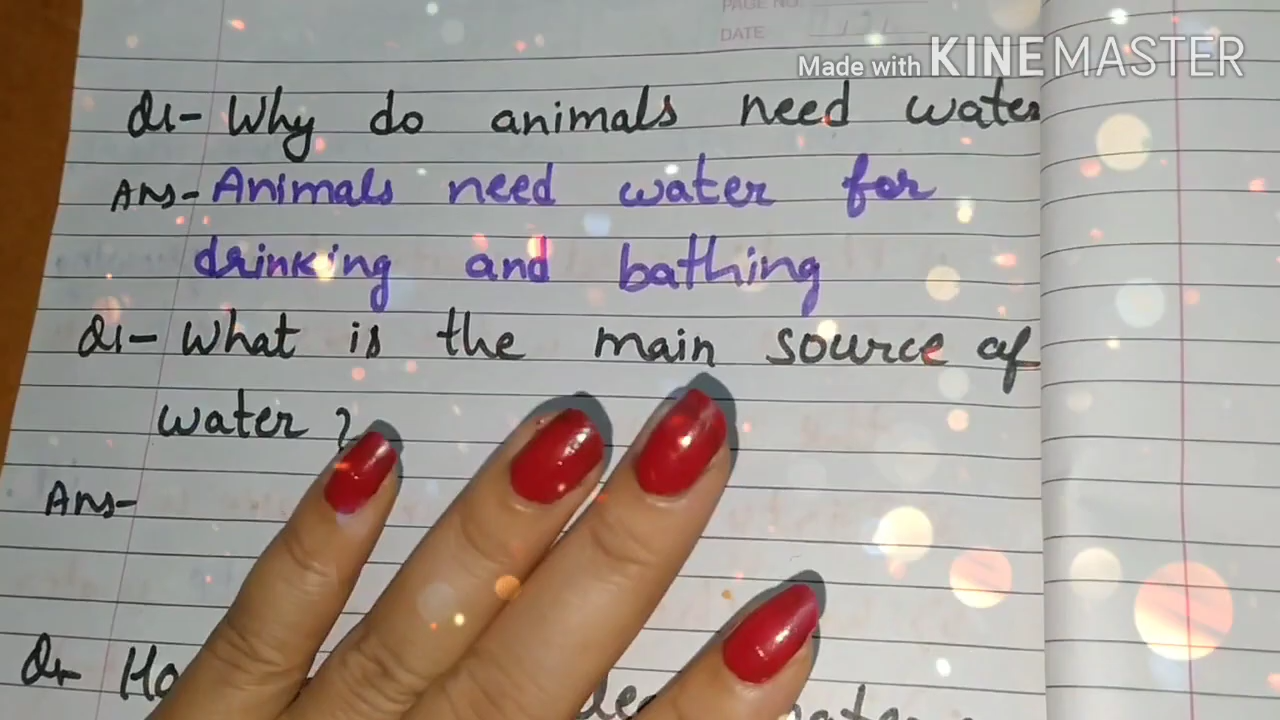 PAGE NO.
DATE
Made with KINEMASTER
Q1- Why do animals need water
Ans- Animals need water for
drinking and bathing
Q1- What is the main source of
water ?
Ans-